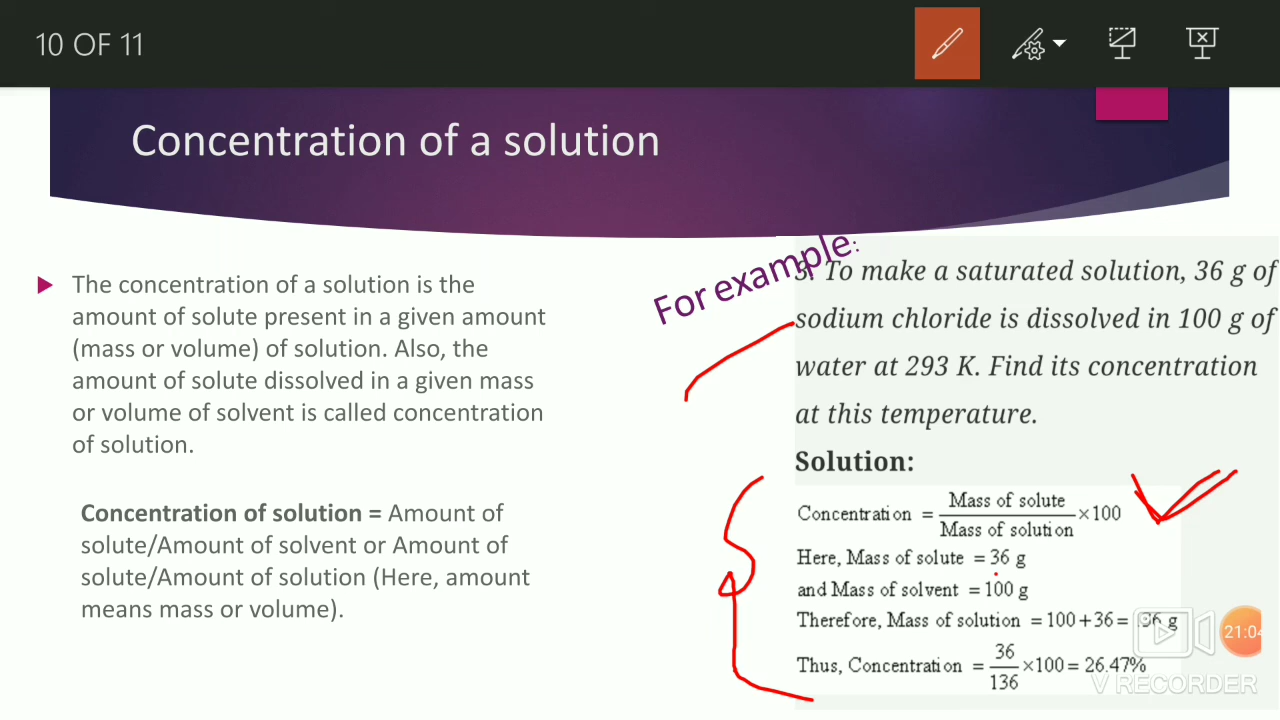 10 OF 11
Concentration of a solution
The concentration of a solution is the
amount of solute present in a given amount
(mass or volume) of solution. Also, the
amount of solute dissolved in a given mass
or volume of solvent is called concentration
of solution.
Concentration of solution = Amount of
solute/Amount of solvent or Amount of
solute/Amount of solution (Here, amount
means mass or volume).
For example:
3. To make a saturated solution, 36 g of
sodium chloride is dissolved in 100 g of
water at 293 K. Find its concentration
at this temperature.
Solution:
Concentration = Mass of solute / Mass of solution ×100
Here, Mass of solute = 36 g
and Mass of solvent = 100 g
Therefore, Mass of solution = 100 + 36 = 136 g
Thus, Concentration = 36 / 136 ×100 = 26.47%
21:04
V RECORDER